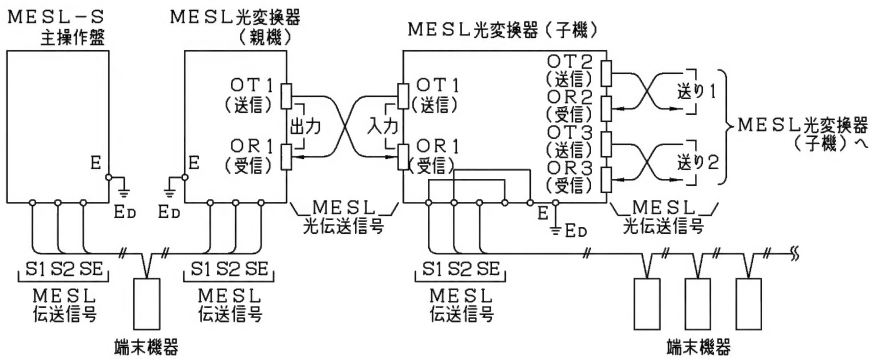 MESL-S
主操作盤
MESL光変換器
(親機)
MESL光変換器(子機)
OT1
(送信)
OR1
(受信)
出力
入力
OT1
(送信)
OR1
(受信)
OT2
(送信)
OR2
(受信)
OT3
(送信)
OR3
(受信)
送り1
送り2
MESL光変換器
(子機)へ
E
ED
E
ED
E
ED
MESL
光伝送信号
MESL
光伝送信号
S1 S2 SE
MESL
伝送信号
S1 S2 SE
MESL
伝送信号
S1 S2 SE
MESL
伝送信号
端末機器
端末機器